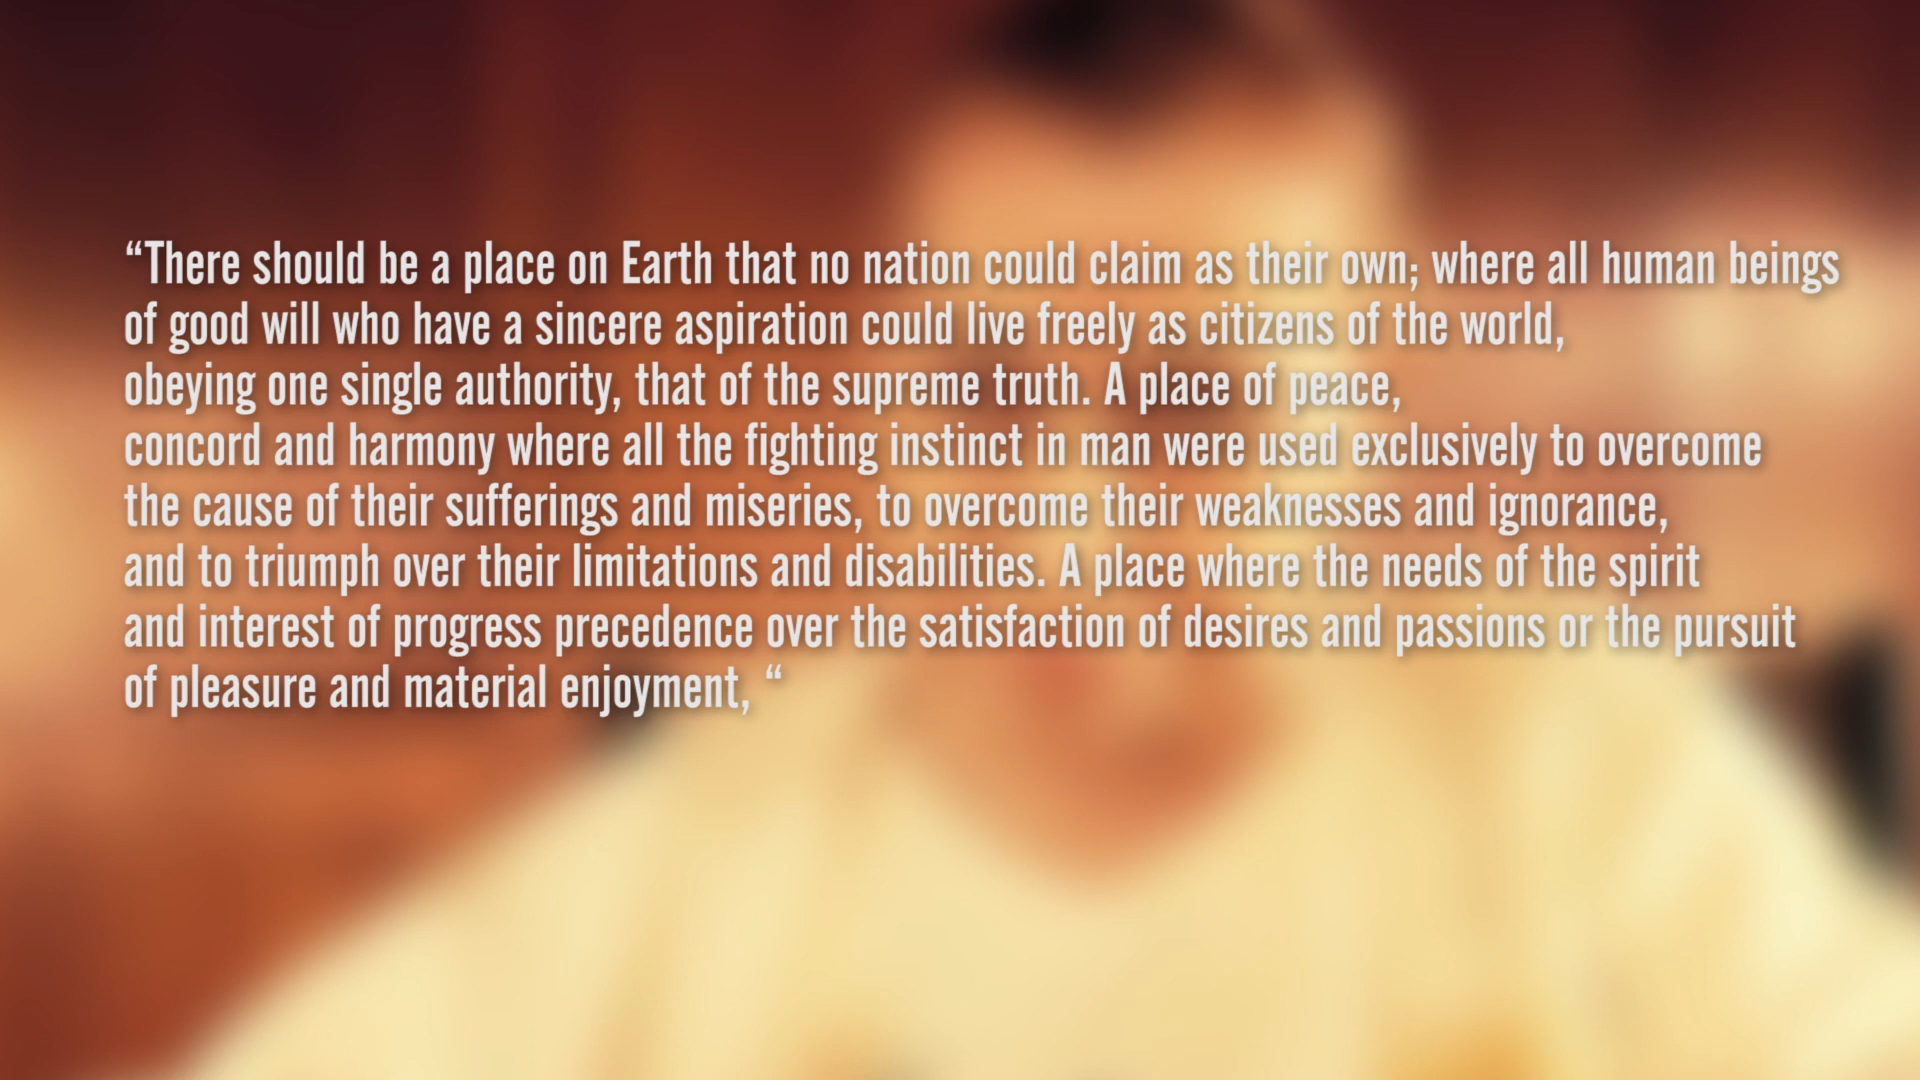 “There should be a place on Earth that no nation could claim as their own; where all human beings
of good will who have a sincere aspiration could live freely as citizens of the world,
obeying one single authority, that of the supreme truth. A place of peace,
concord and harmony where all the fighting instinct in man were used exclusively to overcome
the cause of their sufferings and miseries, to overcome their weaknesses and ignorance,
and to triumph over their limitations and disabilities. A place where the needs of the spirit
and interest of progress precedence over the satisfaction of desires and passions or the pursuit
of pleasure and material enjoyment, “